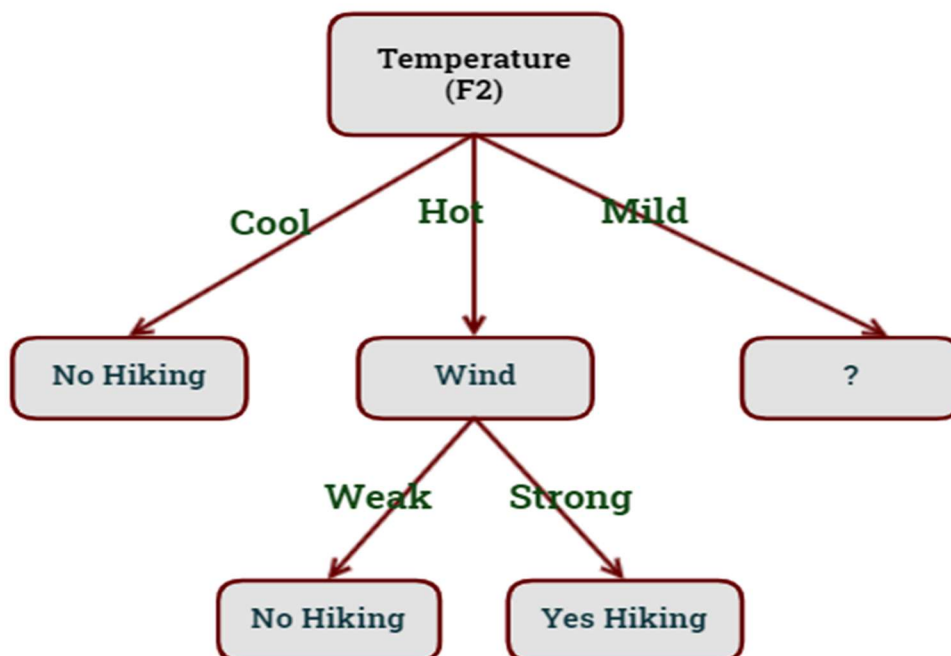 Temperature
(F2)
Cool
Hot
Mild
No Hiking
Wind
?
Weak
Strong
No Hiking
Yes Hiking